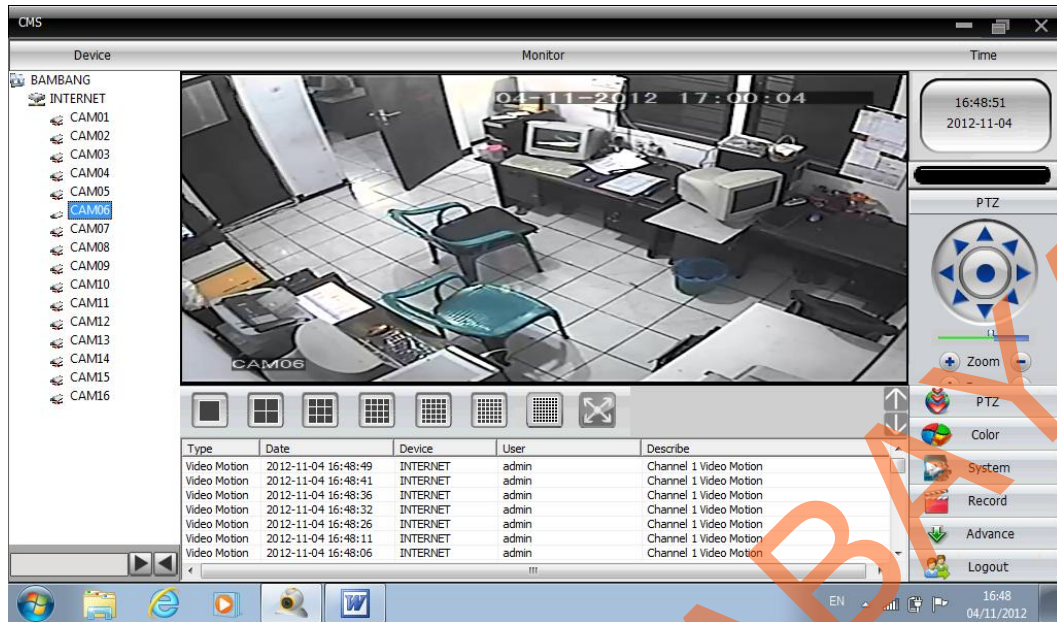 CMS
Device
Monitor
Time
BAMBANG
INTERNET
CAM01
CAM02
CAM03
CAM04
CAM05
CAM06
CAM07
CAM08
CAM09
CAM10
CAM11
CAM12
CAM13
CAM14
CAM15
CAM16
04-11-2012 17:00:04
CAM06
16:48:51
2012-11-04
PTZ
Zoom
PTZ
Color
System
Record
Advance
Logout
Type Date Device User Describe
Video Motion 2012-11-04 16:48:49 INTERNET admin Channel 1 Video Motion
Video Motion 2012-11-04 16:48:41 INTERNET admin Channel 1 Video Motion
Video Motion 2012-11-04 16:48:36 INTERNET admin Channel 1 Video Motion
Video Motion 2012-11-04 16:48:32 INTERNET admin Channel 1 Video Motion
Video Motion 2012-11-04 16:48:26 INTERNET admin Channel 1 Video Motion
Video Motion 2012-11-04 16:48:11 INTERNET admin Channel 1 Video Motion
Video Motion 2012-11-04 16:48:06 INTERNET admin Channel 1 Video Motion
EN
16:48
04/11/2012